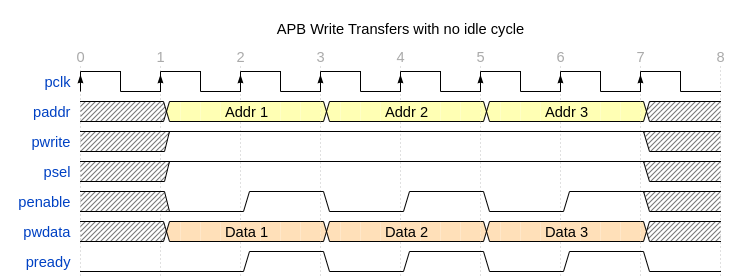 APB Write Transfers with no idle cycle
0 1 2 3 4 5 6 7 8
pclk
paddr Addr 1 Addr 2 Addr 3
pwrite
psel
penable
pwdata Data 1 Data 2 Data 3
pready